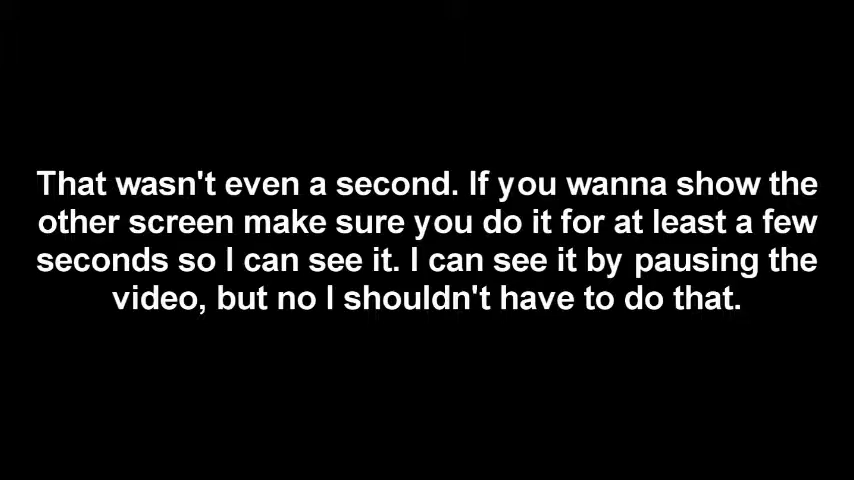 That wasn't even a second. If you wanna show the
other screen make sure you do it for at least a few
seconds so I can see it. I can see it by pausing the
video, but no I shouldn't have to do that.